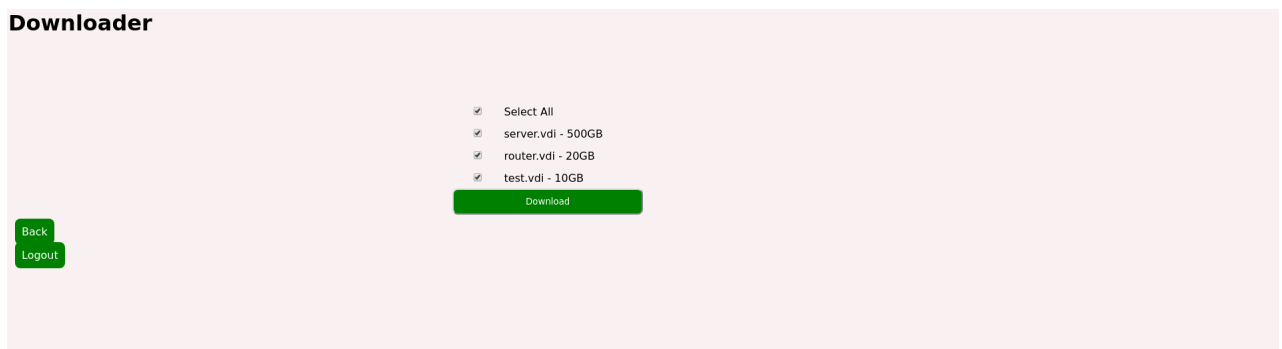 Downloader
Select All
server.vdi - 500GB
router.vdi - 20GB
test.vdi - 10GB
Download
Back
Logout